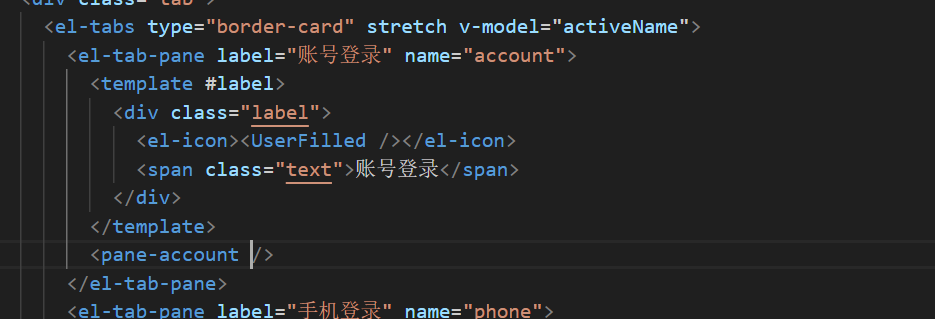 <div class="tab">
<el-tabs type="border-card" stretch v-model="activeName">
<el-tab-pane label="账号登录" name="account">
<template #label>
<div class="label">
<el-icon><UserFilled /></el-icon>
<span class="text">账号登录</span>
</div>
</template>
<pane-account />
</el-tab-pane>
<el-tab-pane label="手机登录" name="phone">